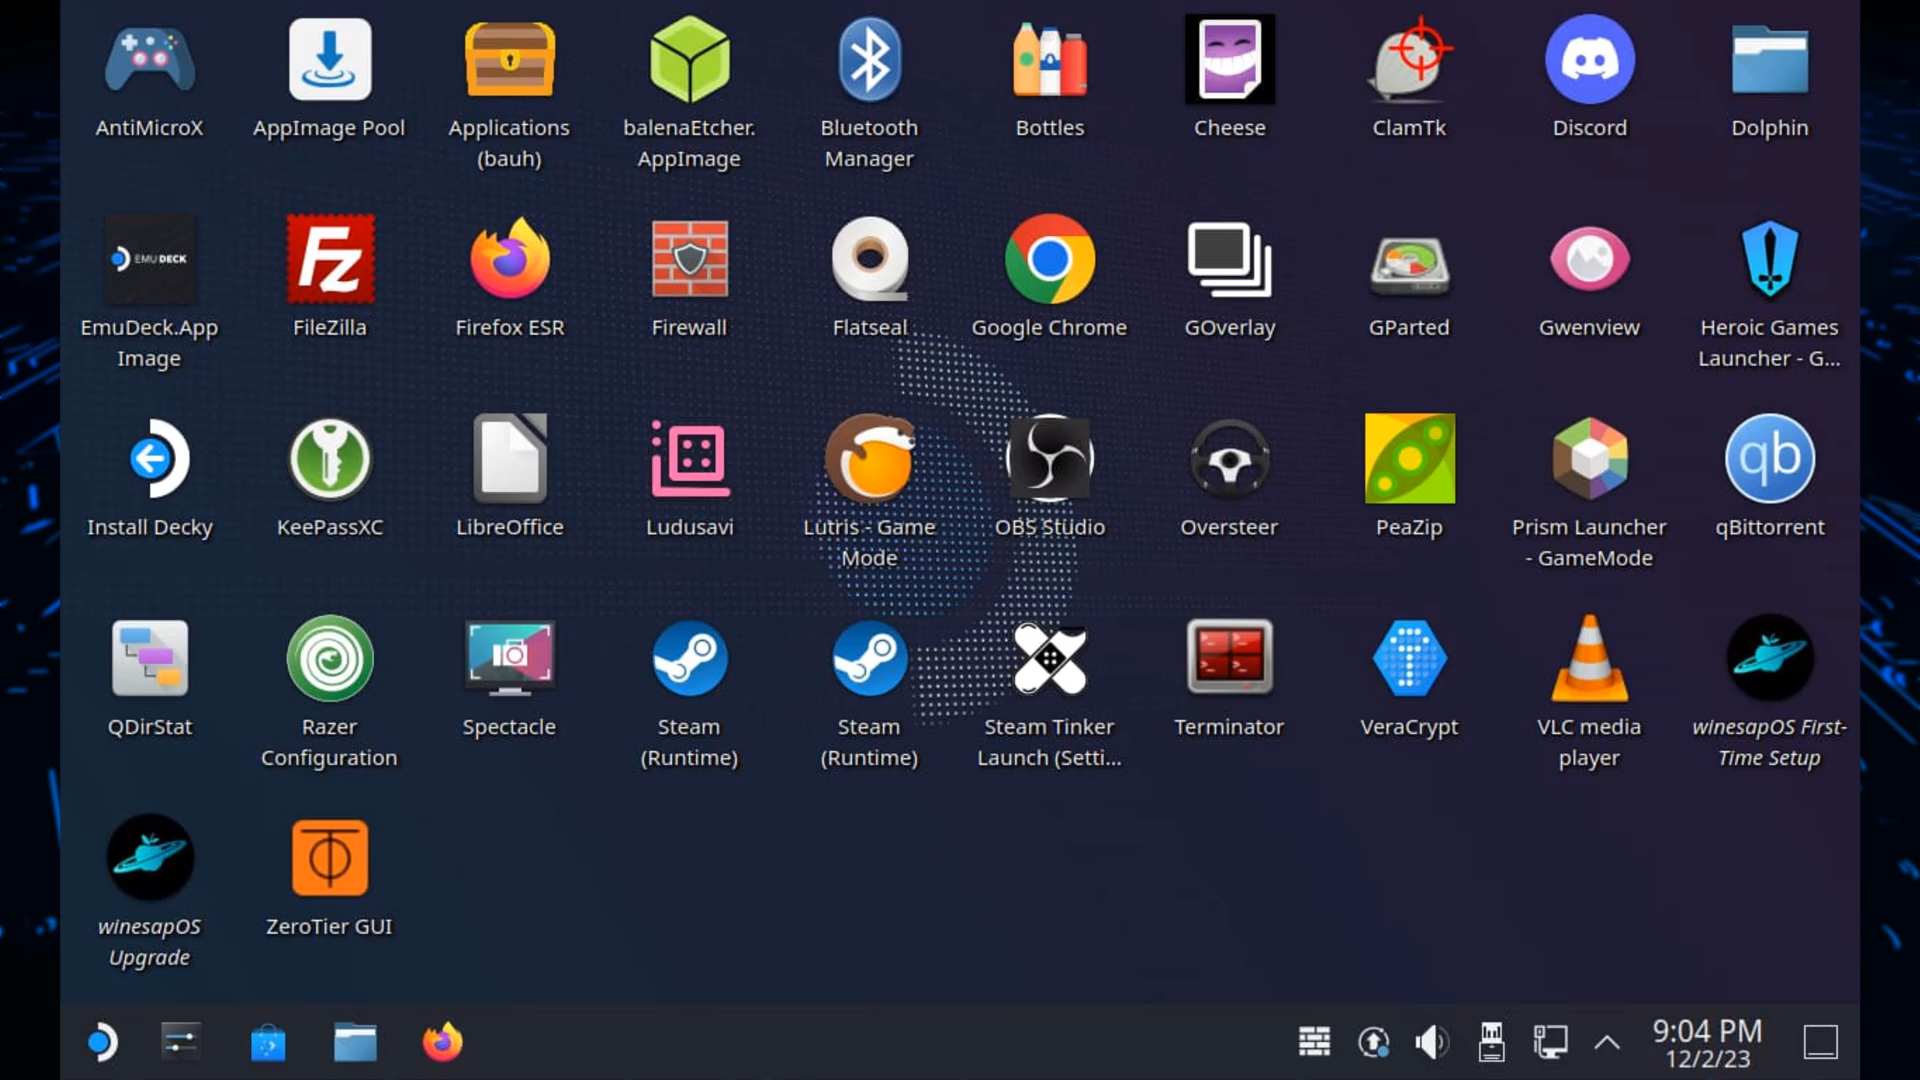 AntiMicroX
AppImage Pool
Applications
(bauh)
balenaEtcher.
AppImage
Bluetooth
Manager
Bottles
Cheese
ClamTk
Discord
Dolphin
EMUDECK
EmuDeck.App
Image
Fz
FileZilla
Firefox ESR
Firewall
Flatseal
Google Chrome
GOverlay
GParted
Gwenview
Heroic Games
Launcher - G...
Install Decky
KeePassXC
LibreOffice
Ludusavi
Lutris - Game
Mode
OBS Studio
Oversteer
PeaZip
Prism Launcher
- GameMode
qb
qBittorrent
QDirStat
Razer
Configuration
Spectacle
Steam
(Runtime)
Steam
(Runtime)
Steam Tinker
Launch (Setti...
Terminator
VeraCrypt
VLC media
player
winesapOS First-
Time Setup
winesapOS
Upgrade
ZeroTier GUI
9:04 PM
12/2/23